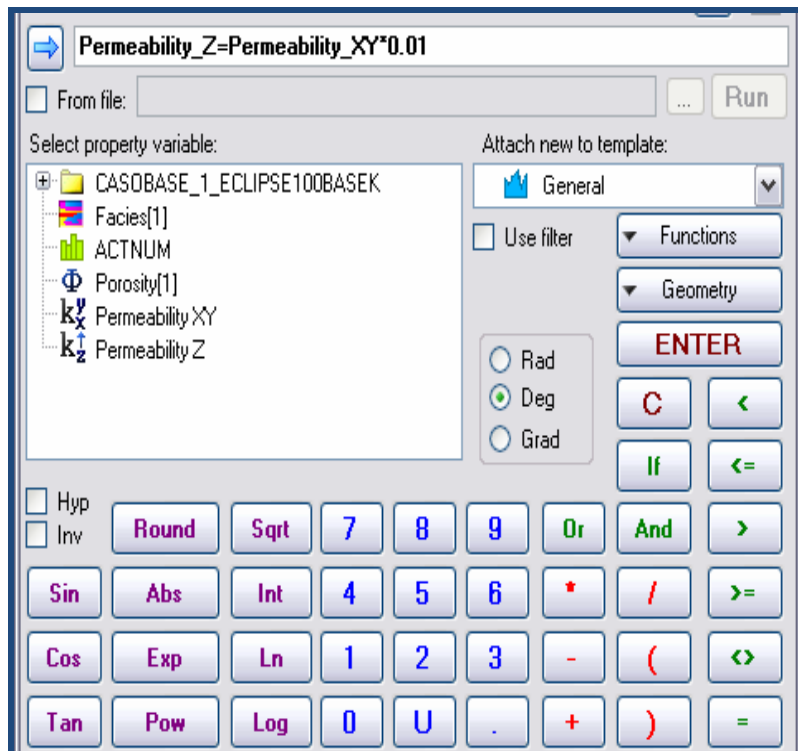 Permeability_Z=Permeability_XY*0.01
From file:
... Run
Select property variable:
Attach new to template:
CASOBASE_1_ECLIPSE100BASEK
Facies[1]
ACTNUM
Φ Porosity[1]
kyx Permeability XY
kz Permeability Z
General
Use filter
Functions
Geometry
Rad
Deg
Grad
ENTER
C <
If <=
Hyp
Inv
Round Sqrt 7 8 9 Or And >
Sin Abs Int 4 5 6 * / >=
Cos Exp Ln 1 2 3 - ( <>
Tan Pow Log 0 U . + ) =